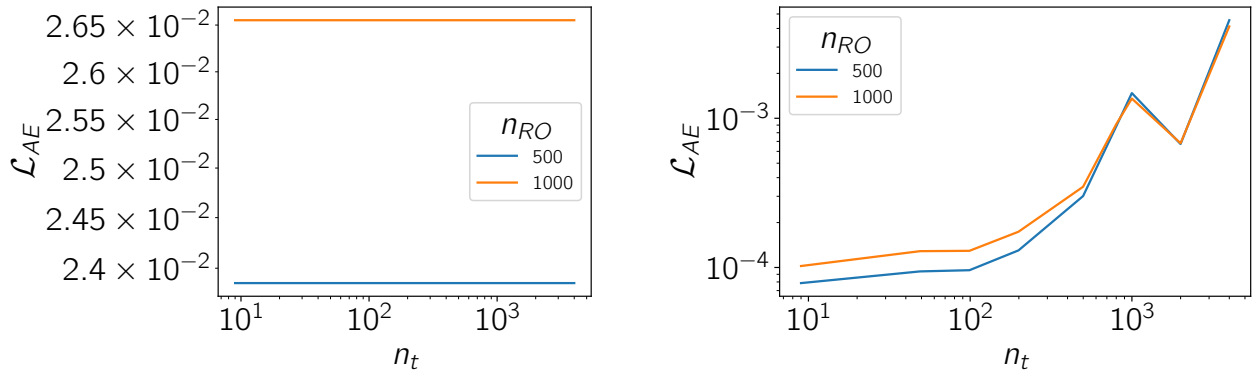 2.65 × 10⁻²
2.6 × 10⁻²
2.55 × 10⁻²
2.5 × 10⁻²
2.45 × 10⁻²
2.4 × 10⁻²
ℒ_AE
n_RO
500
1000
10¹
10²
10³
n_t
10⁻³
10⁻⁴
ℒ_AE
n_RO
500
1000
10¹
10²
10³
n_t